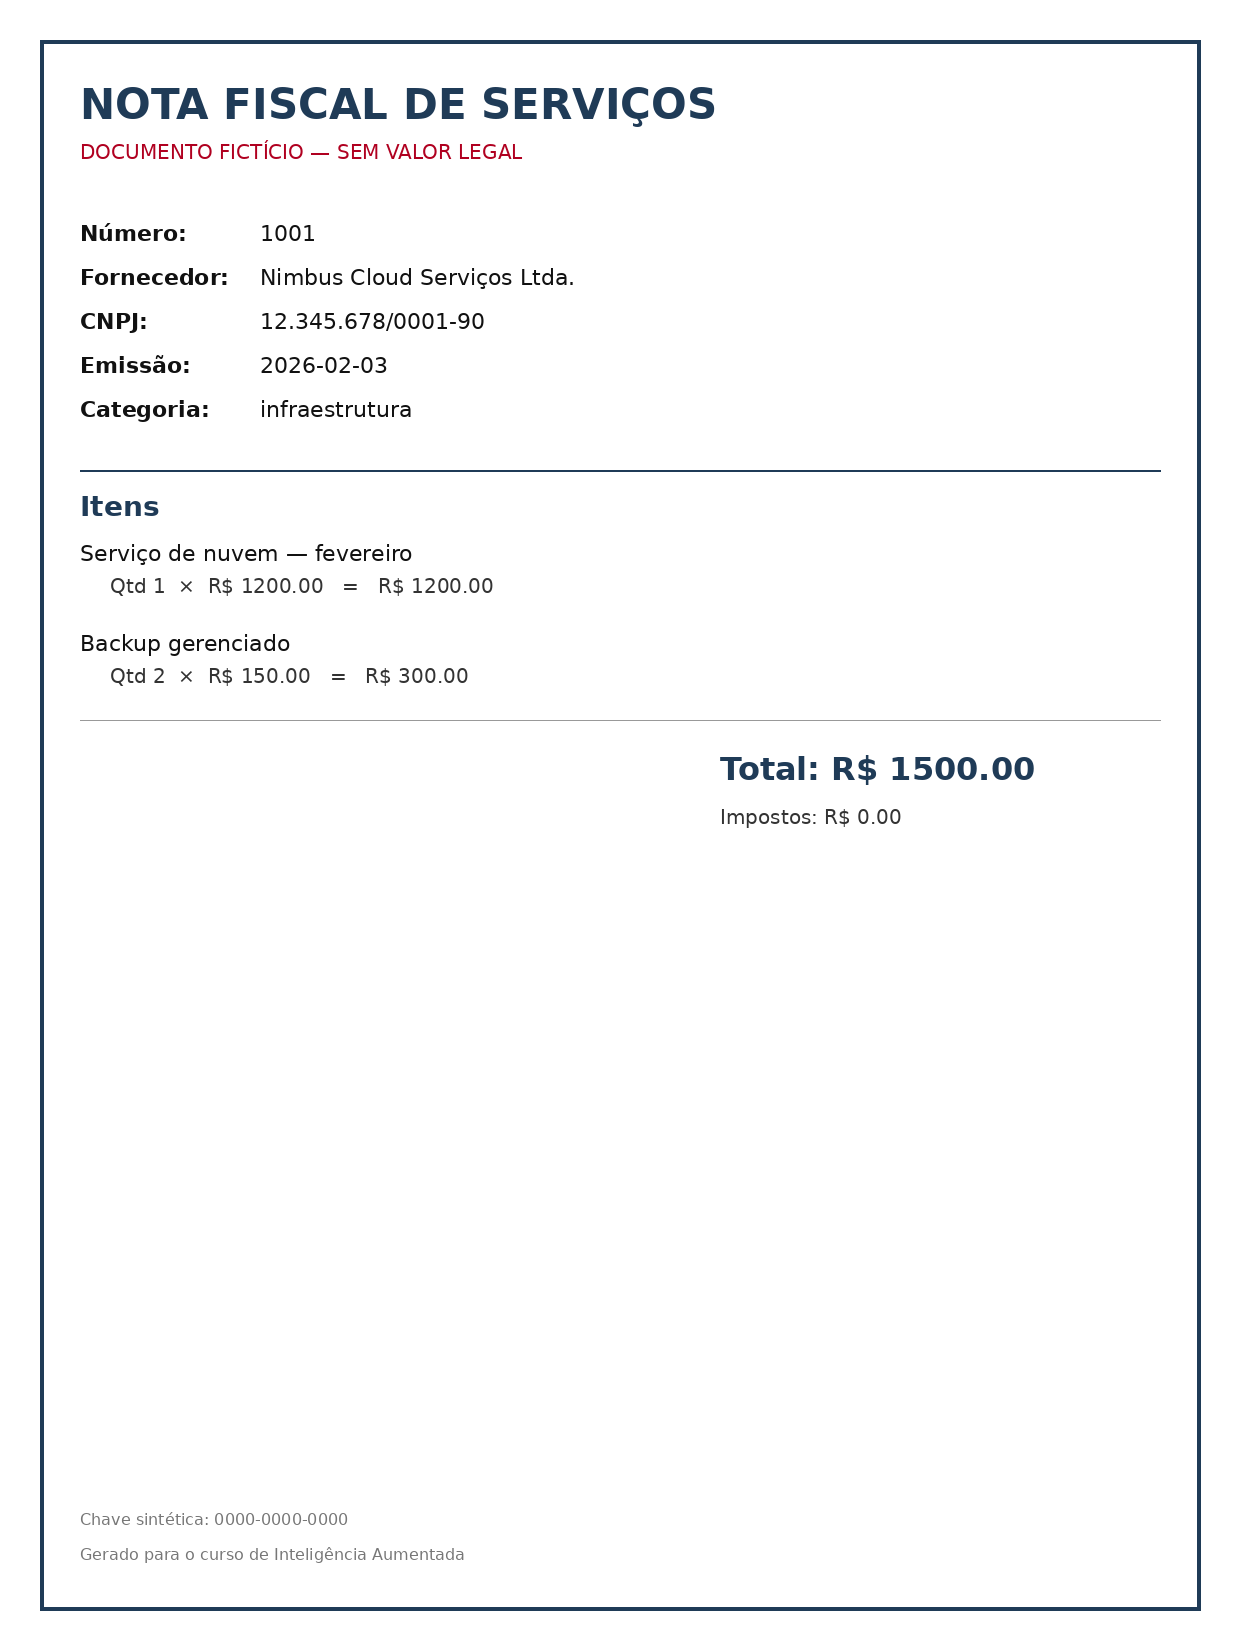 NOTA FISCAL DE SERVIÇOS
DOCUMENTO FICTÍCIO — SEM VALOR LEGAL
Número: 1001
Fornecedor: Nimbus Cloud Serviços Ltda.
CNPJ: 12.345.678/0001-90
Emissão: 2026-02-03
Categoria: infraestrutura
Itens
Serviço de nuvem — fevereiro
Qtd 1 × R$ 1200.00 = R$ 1200.00
Backup gerenciado
Qtd 2 × R$ 150.00 = R$ 300.00
Total: R$ 1500.00
Impostos: R$ 0.00
Chave sintética: 0000-0000-0000
Gerado para o curso de Inteligência Aumentada